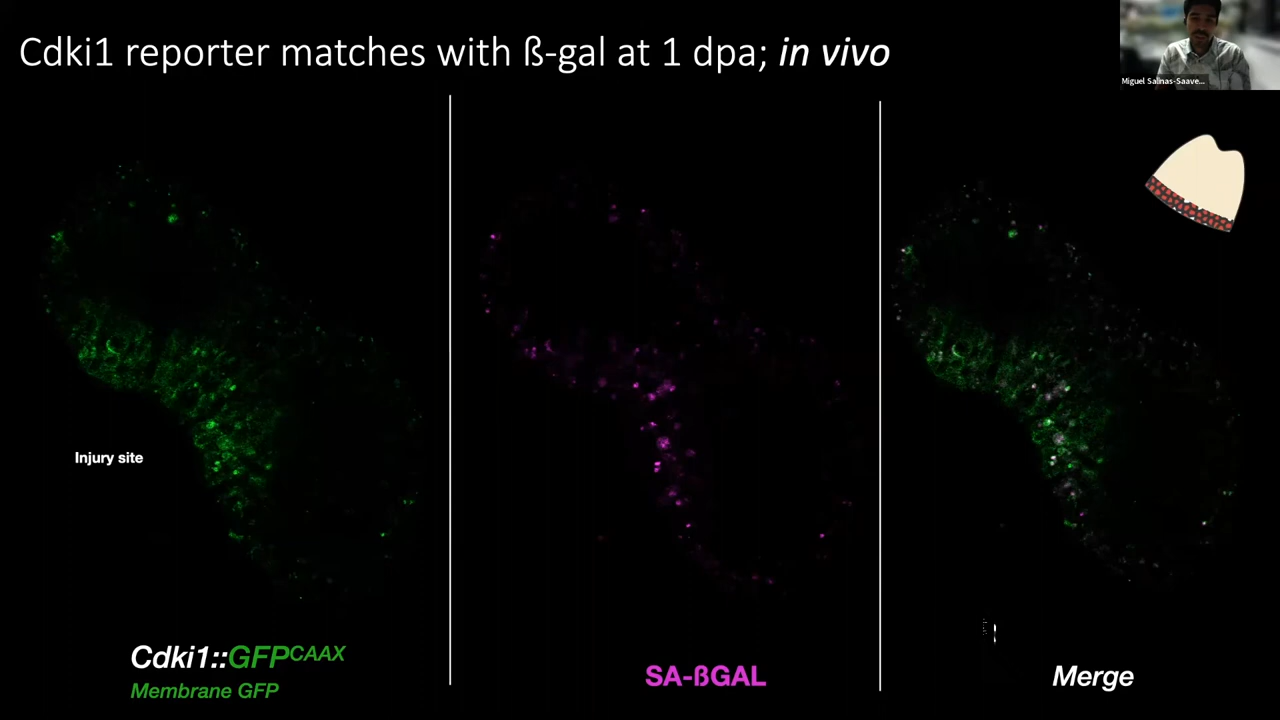 Cdki1 reporter matches with ß-gal at 1 dpa; in vivo
Miguel Salinas-Saave...
Injury site
Cdki1::GFPCAAX
Membrane GFP
SA-ßGAL
Merge